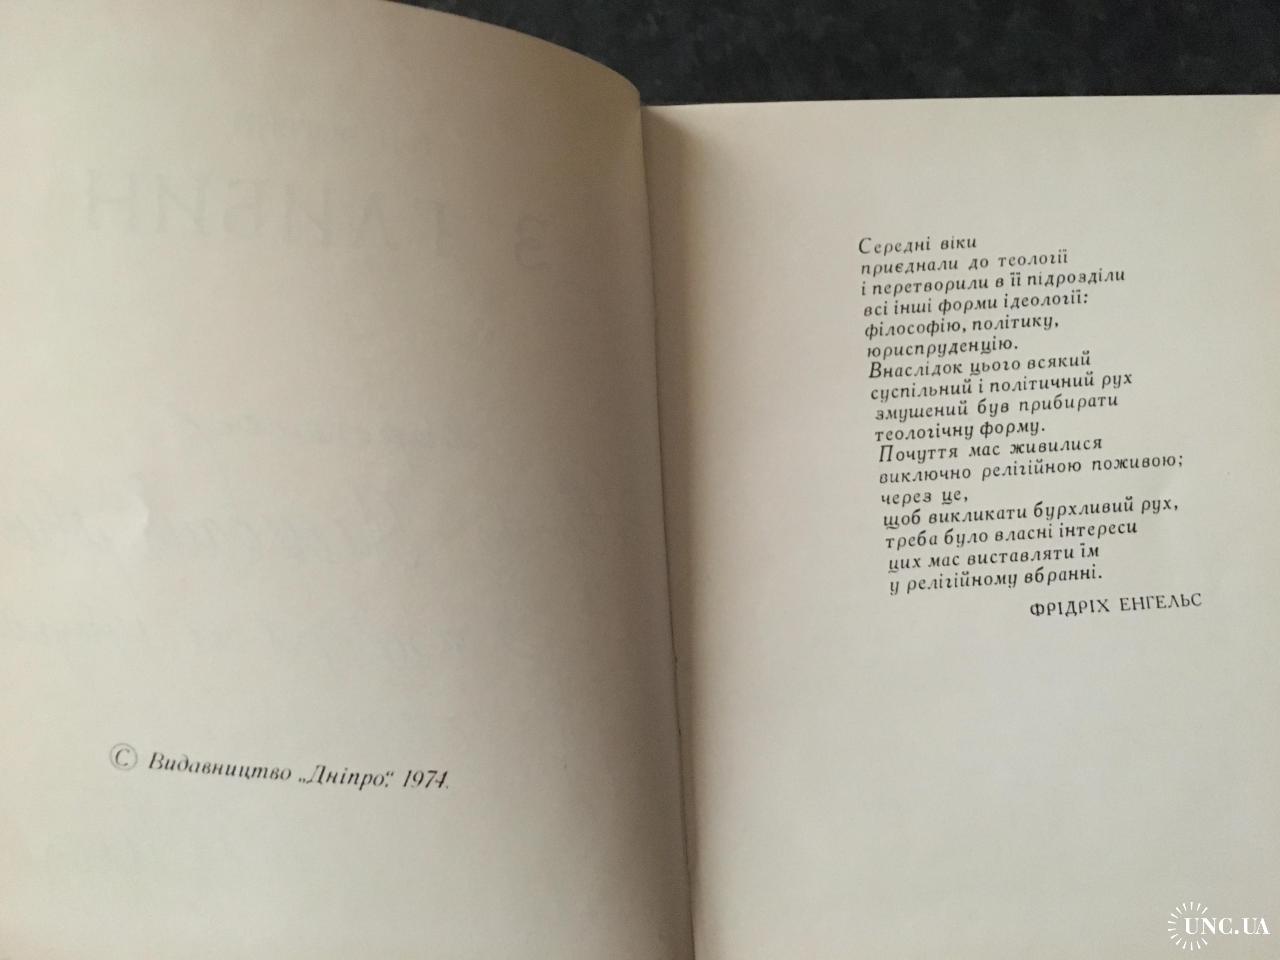 З ГЛИБИН
© Видавництво „Дніпро“, 1974.
Середні віки
приєднали до теології
і перетворили в її підрозділи
всі інші форми ідеології:
філософію, політику,
юриспруденцію.
Внаслідок цього всякий
суспільний і політичний рух
змушений був прибирати
теологічну форму.
Почуття мас живилися
виключно релігійною поживою;
через це,
щоб викликати бурхливий рух,
треба було власні інтереси
цих мас виставляти їм
у релігійному вбранні.
ФРІДРІХ ЕНГЕЛЬС
UNC.UA